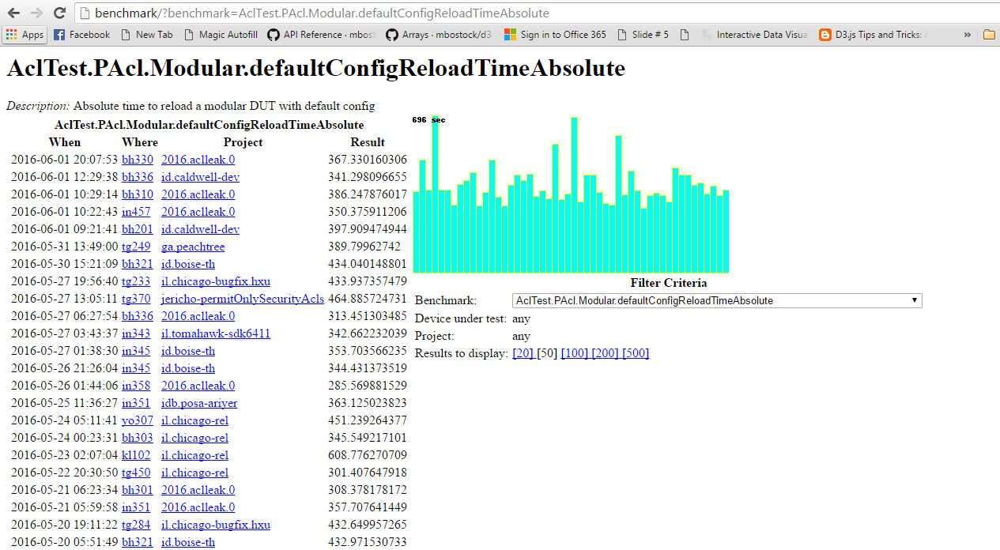 benchmark/?benchmark=AclTest.PAcl.Modular.defaultConfigReloadTimeAbsolute
Apps Facebook New Tab Magic Autofill API Reference · mbost Arrays · mbostock/d3 Sign in to Office 365 Slide # 5 Interactive Data Visua D3.js Tips and Tricks: »
AclTest.PAcl.Modular.defaultConfigReloadTimeAbsolute
Description: Absolute time to reload a modular DUT with default config
AclTest.PAcl.Modular.defaultConfigReloadTimeAbsolute
When Where Project Result
2016-06-01 20:07:53 bh330 2016.aclleak.0 367.330160306
2016-06-01 12:29:38 bh336 id.caldwell-dev 341.298096655
2016-06-01 10:29:14 bh310 2016.aclleak.0 386.247876017
2016-06-01 10:22:43 in457 2016.aclleak.0 350.375911206
2016-06-01 09:21:41 bh201 id.caldwell-dev 397.909474944
2016-05-31 13:49:00 tg249 ga.peachtree 389.79962742
2016-05-30 15:21:09 bh321 id.boise-th 434.040148801
2016-05-27 19:56:40 tg233 il.chicago-bugfix.hxu 433.937357479
2016-05-27 13:05:11 tg370 jericho-permitOnlySecurityAcls 464.885724731
2016-05-27 06:27:54 bh336 2016.aclleak.0 313.451303485
2016-05-27 03:43:37 in343 il.tomahawk-sdk6411 342.662232039
2016-05-27 01:38:30 in345 id.boise-th 353.703566235
2016-05-26 21:26:04 in345 id.boise-th 344.431373519
2016-05-26 01:44:06 in358 2016.aclleak.0 285.569881529
2016-05-25 11:36:27 in351 idb.posa-ariyer 363.125023823
2016-05-24 05:11:41 yo307 il.chicago-rel 451.239264377
2016-05-24 00:23:31 bh303 il.chicago-rel 345.549217101
2016-05-23 02:07:04 kl102 il.chicago-rel 608.776270709
2016-05-22 20:30:50 tg450 il.chicago-rel 301.407647918
2016-05-21 06:23:34 bh301 2016.aclleak.0 308.378178172
2016-05-21 05:59:58 in351 2016.aclleak.0 357.707641449
2016-05-20 19:11:22 tg284 il.chicago-bugfix.hxu 432.649957265
2016-05-20 05:51:49 bh321 id.boise-th 432.971530733
696 sec
Filter Criteria
Benchmark: AclTest.PAcl.Modular.defaultConfigReloadTimeAbsolute
Device under test: any
Project: any
Results to display: [20] [50] [100] [200] [500]